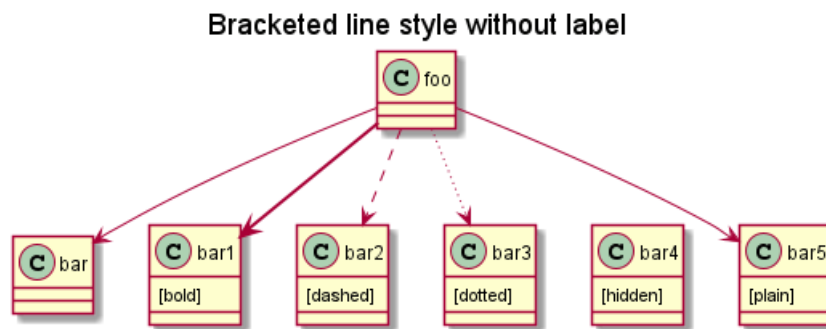 Bracketed line style without label
C foo
C bar
C bar1
[bold]
C bar2
[dashed]
C bar3
[dotted]
C bar4
[hidden]
C bar5
[plain]